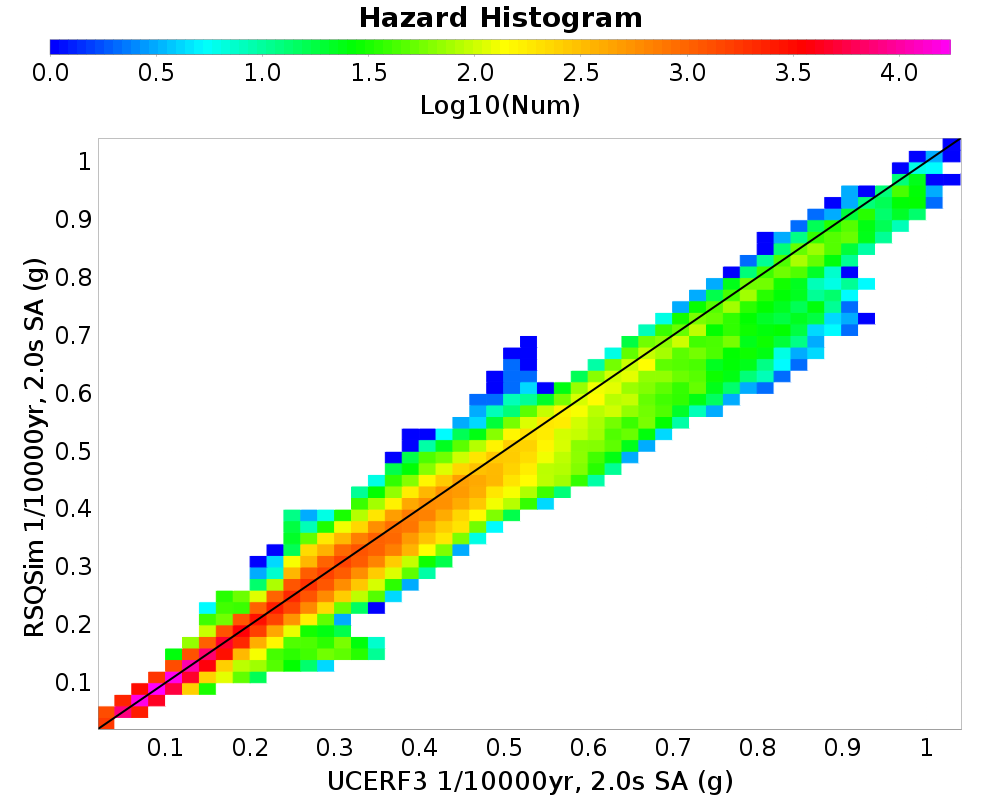 Hazard Histogram
0.0 0.5 1.0 1.5 2.0 2.5 3.0 3.5 4.0
Log10(Num)
1
0.9
0.8
0.7
0.6
0.5
0.4
0.3
0.2
0.1
RSQSim 1/10000yr, 2.0s SA (g)
0.1 0.2 0.3 0.4 0.5 0.6 0.7 0.8 0.9 1
UCERF3 1/10000yr, 2.0s SA (g)